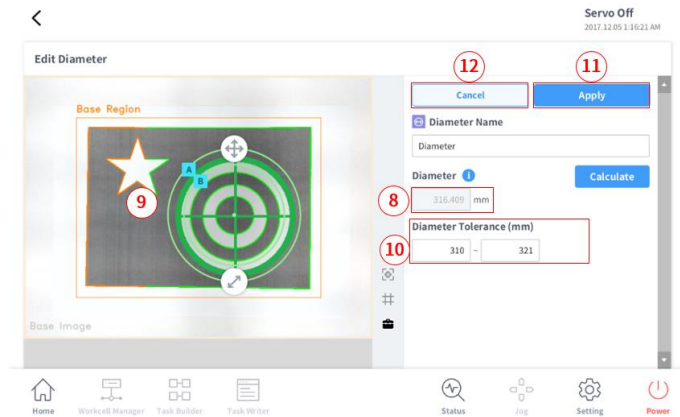 Servo Off
2017.12.05 1:16:21 AM
Edit Diameter
12
11
Cancel
Apply
Base Region
Diameter Name
Diameter
A
B
Diameter
Calculate
9
8
316.409 mm
Diameter Tolerance (mm)
10
310 ~ 321
Base Image
Home
Workcell Manager
Task Builder
Task Writer
Status
Jog
Setting
Power